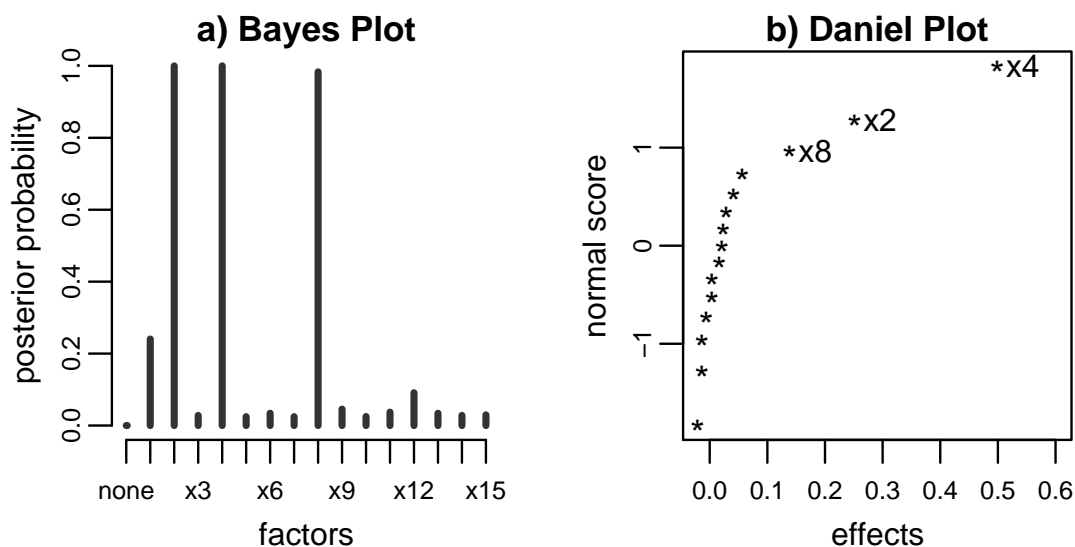 a) Bayes Plot
posterior probability
1.0
0.8
0.6
0.4
0.2
0.0
none x3 x6 x9 x12 x15
factors
b) Daniel Plot
normal score
1
0
−1
*x4
*x2
*x8
0.0 0.1 0.2 0.3 0.4 0.5 0.6
effects